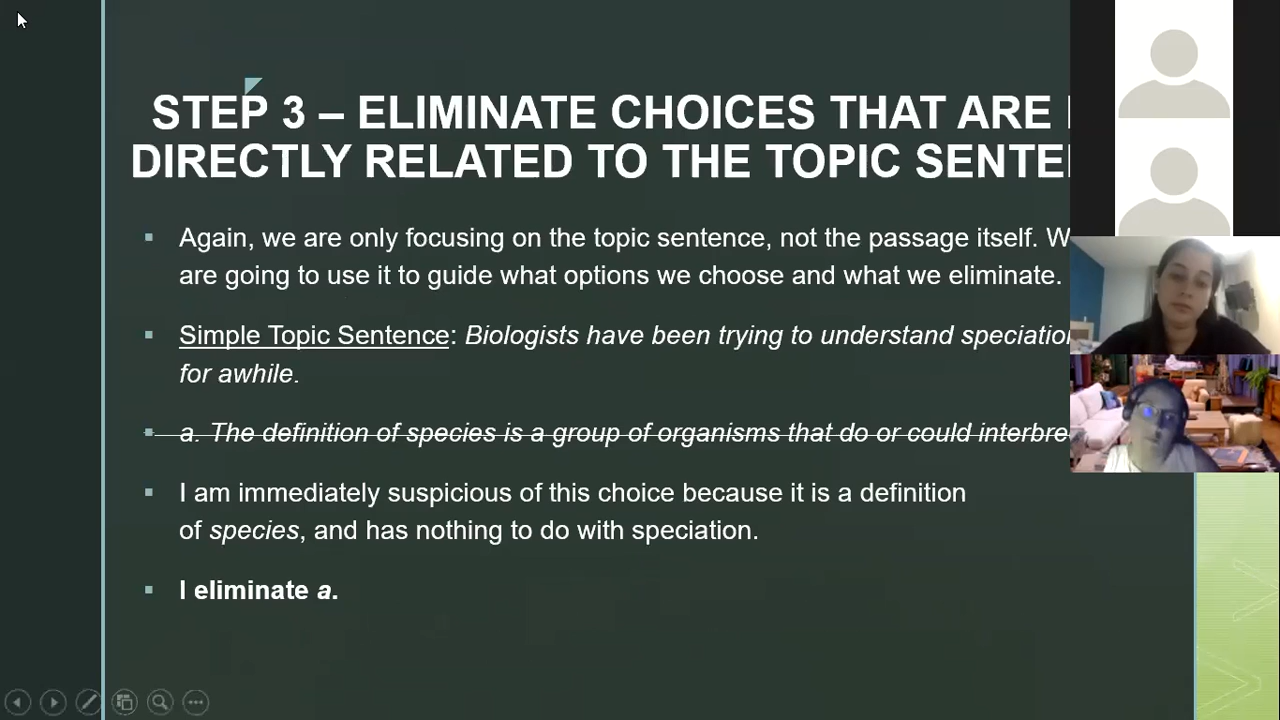 STEP 3 – ELIMINATE CHOICES THAT ARE
DIRECTLY RELATED TO THE TOPIC
Again, we are only focusing on the topic sentence, not the passage itself.
are going to use it to guide what options we choose and what we eliminate.
Simple Topic Sentence: Biologists have been trying to understand speciation
for awhile.
a. The definition of species is a group of organisms that do or could
I am immediately suspicious of this choice because it is a definition
of species, and has nothing to do with speciation.
I eliminate a.